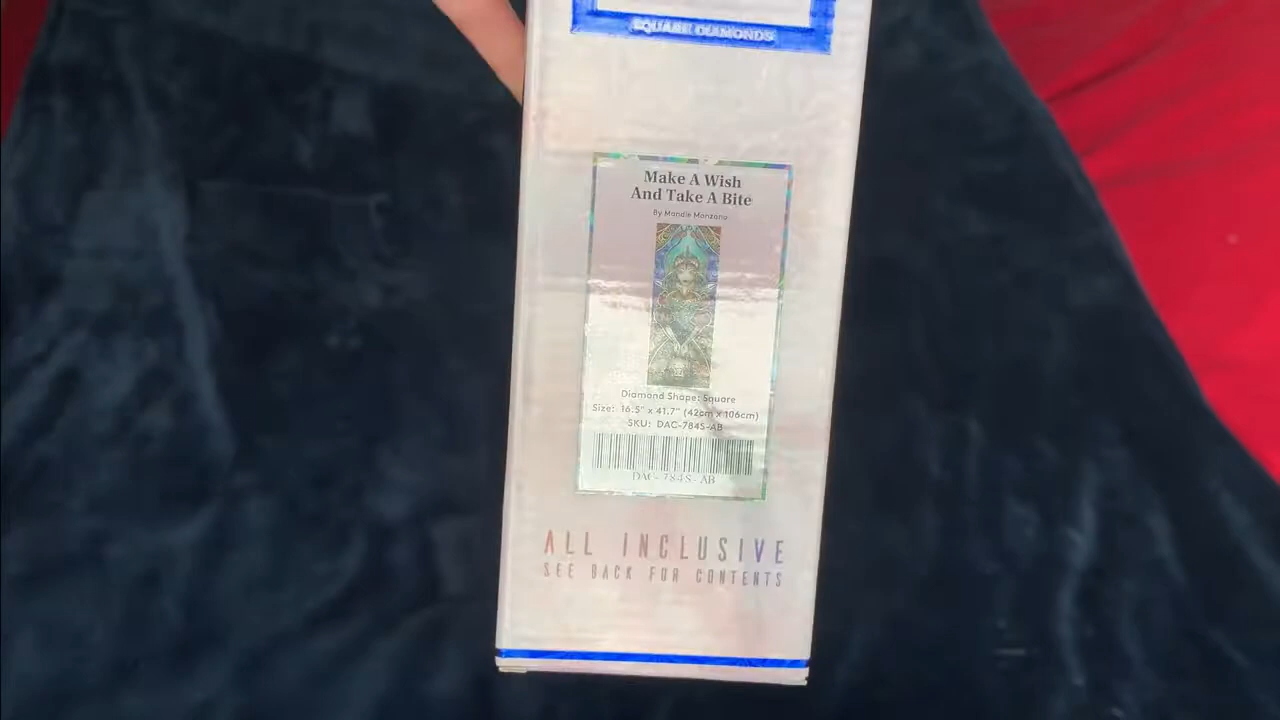 SQUARE DIAMONDS
Make A Wish
And Take A Bite
By Mandie Manzano
Diamond Shape: Square
Size: 16.5" x 41.7" (42cm x 106cm)
SKU: DAC-784S-AB
DAC-784S-AB
ALL INCLUSIVE
SEE BACK FOR CONTENTS